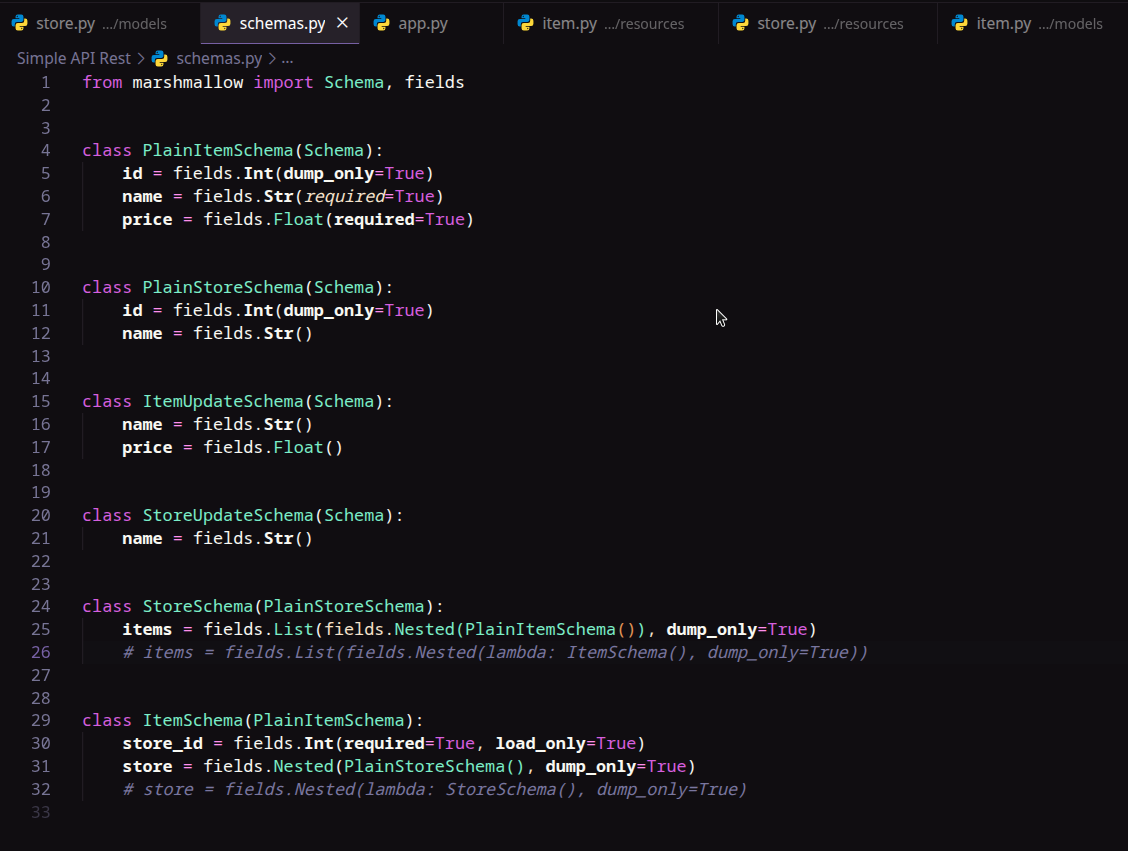 store.py .../models schemas.py × app.py item.py .../resources store.py .../resources item.py .../models
Simple API Rest > schemas.py > ...
1 from marshmallow import Schema, fields
2
3
4 class PlainItemSchema(Schema):
5     id = fields.Int(dump_only=True)
6     name = fields.Str(required=True)
7     price = fields.Float(required=True)
8
9
10 class PlainStoreSchema(Schema):
11     id = fields.Int(dump_only=True)
12     name = fields.Str()
13
14
15 class ItemUpdateSchema(Schema):
16     name = fields.Str()
17     price = fields.Float()
18
19
20 class StoreUpdateSchema(Schema):
21     name = fields.Str()
22
23
24 class StoreSchema(PlainStoreSchema):
25     items = fields.List(fields.Nested(PlainItemSchema()), dump_only=True)
26     # items = fields.List(fields.Nested(lambda: ItemSchema(), dump_only=True))
27
28
29 class ItemSchema(PlainItemSchema):
30     store_id = fields.Int(required=True, load_only=True)
31     store = fields.Nested(PlainStoreSchema(), dump_only=True)
32     # store = fields.Nested(lambda: StoreSchema(), dump_only=True)
33